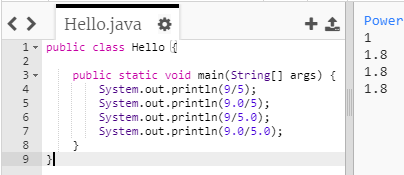 Hello.java
Power
1 public class Hello {
2
3 public static void main(String[] args) {
4 System.out.println(9/5);
5 System.out.println(9.0/5);
6 System.out.println(9/5.0);
7 System.out.println(9.0/5.0);
8 }
9 }
1
1.8
1.8
1.8